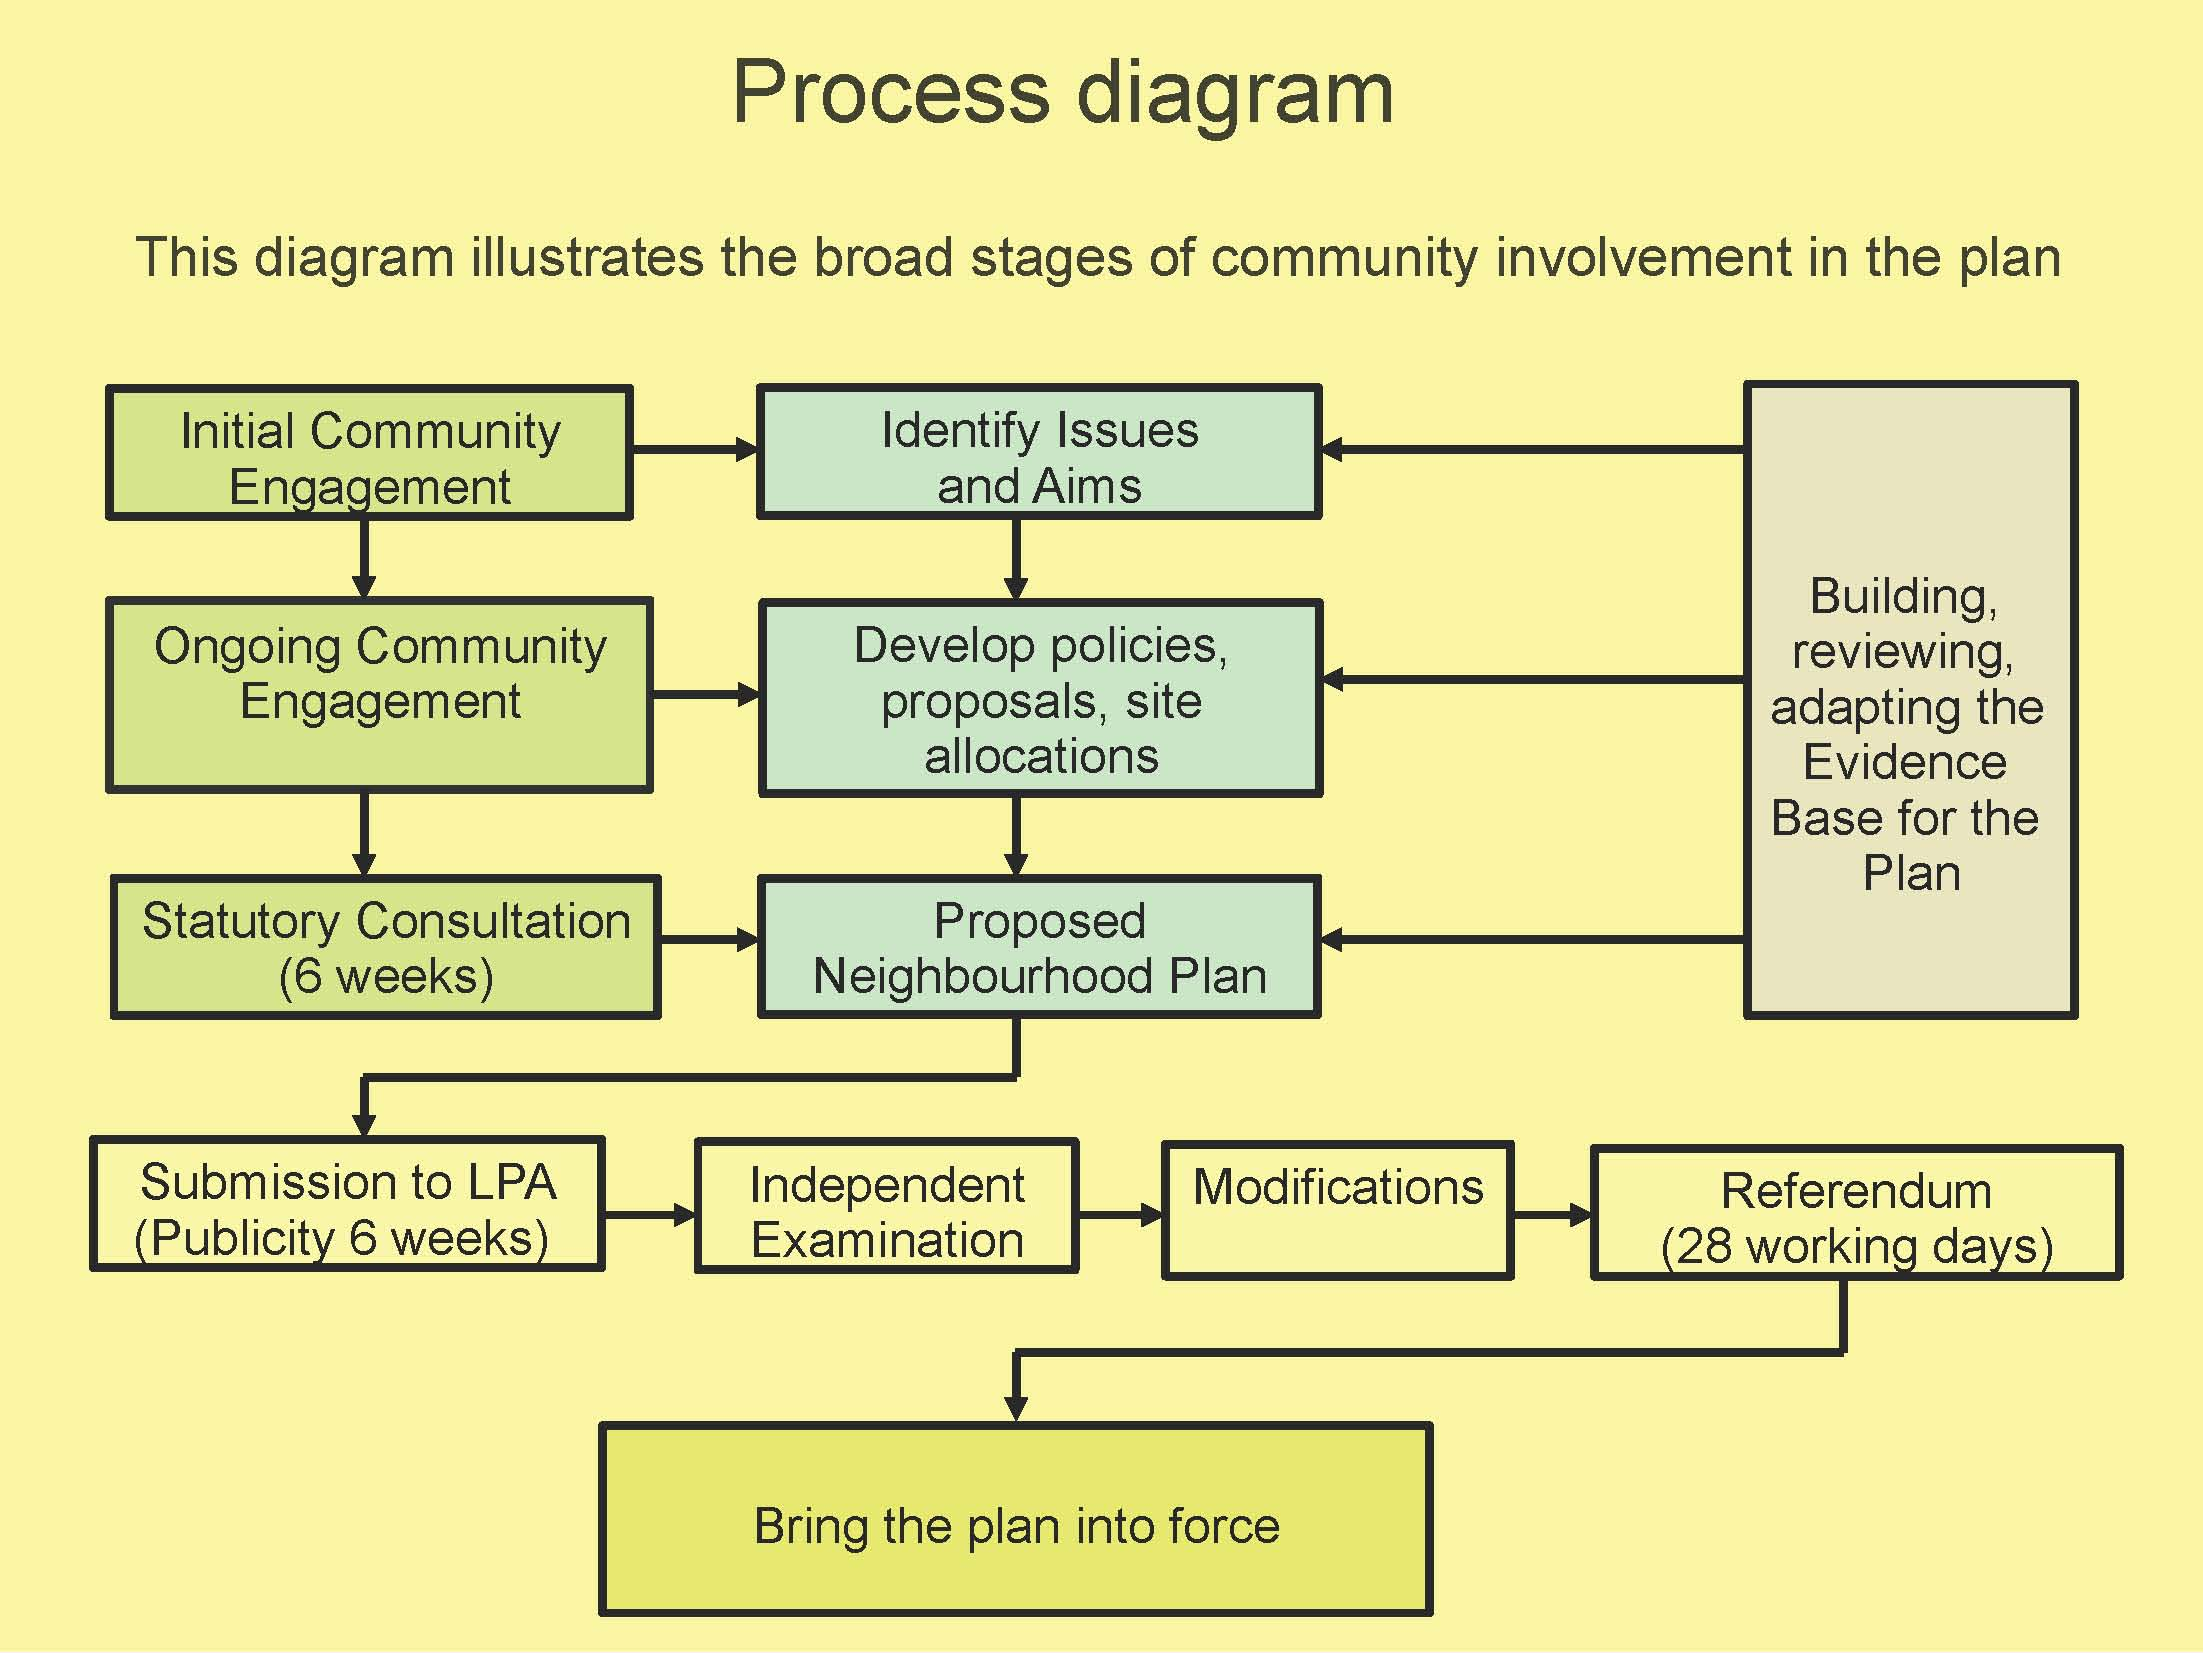 Process diagram
This diagram illustrates the broad stages of community involvement in the plan
Initial Community
Engagement
Identify Issues
and Aims
Ongoing Community
Engagement
Develop policies,
proposals, site
allocations
Statutory Consultation
(6 weeks)
Proposed
Neighbourhood Plan
Building,
reviewing,
adapting the
Evidence
Base for the
Plan
Submission to LPA
(Publicity 6 weeks)
Independent
Examination
Modifications
Referendum
(28 working days)
Bring the plan into force